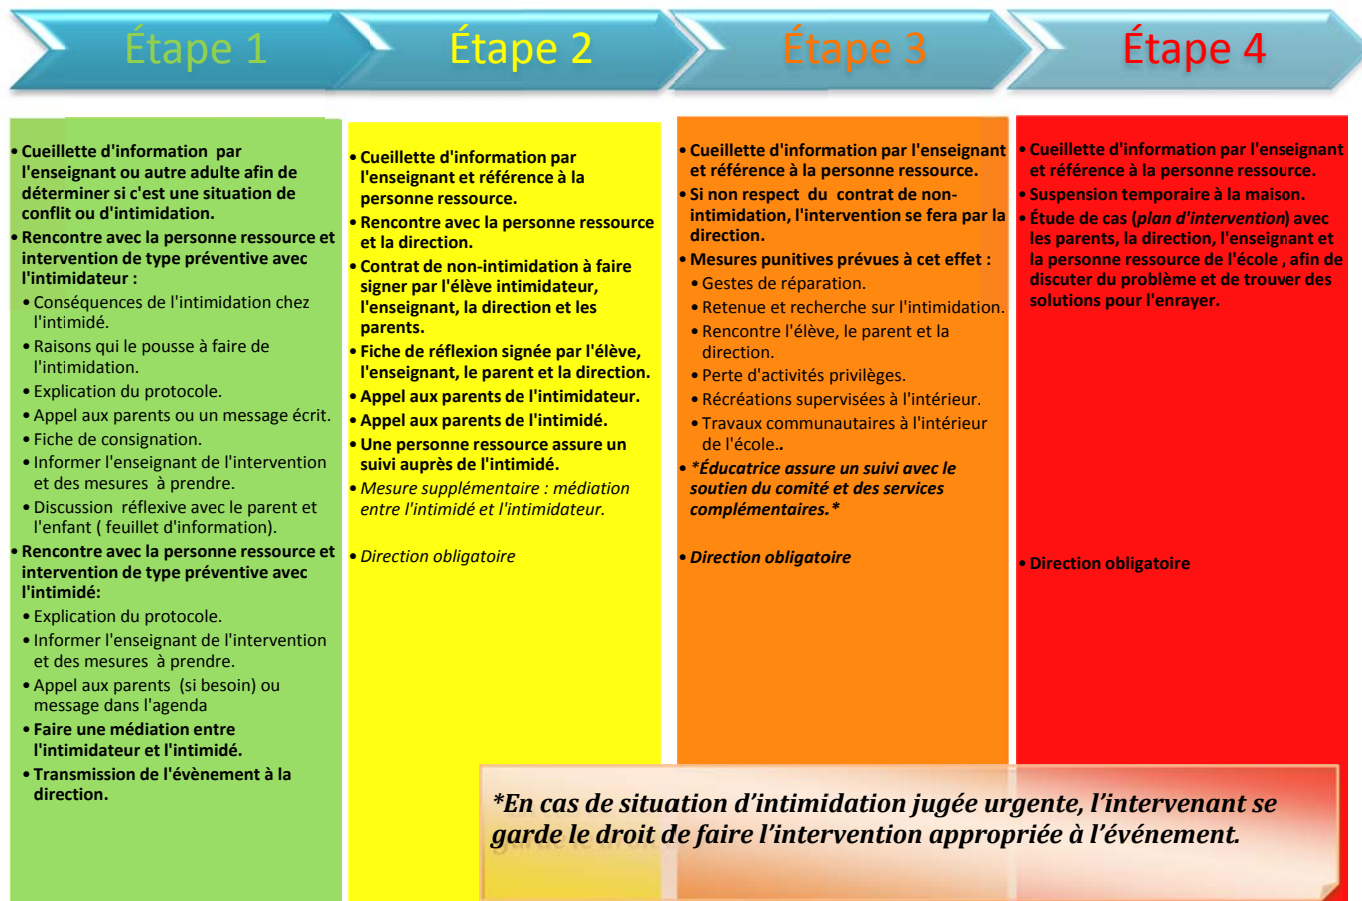 Étape 1
Étape 2
Étape 3
Étape 4
• Cueillette d'information par
l'enseignant ou autre adulte afin de
déterminer si c'est une situation de
conflit ou d'intimidation.
• Rencontre avec la personne ressource et
intervention de type préventive avec
l'intimidateur :
• Conséquences de l'intimidation chez
l'intimidé.
• Raisons qui le pousse à faire de
l'intimidation.
• Explication du protocole.
• Appel aux parents ou un message écrit.
• Fiche de consignation.
• Informer l'enseignant de l'intervention
et des mesures à prendre.
• Discussion réflexive avec le parent et
l'enfant ( feuillet d'information).
• Rencontre avec la personne ressource et
intervention de type préventive avec
l'intimidé:
• Explication du protocole.
• Informer l'enseignant de l'intervention
et des mesures à prendre.
• Appel aux parents (si besoin) ou
message dans l'agenda
• Faire une médiation entre
l'intimidateur et l'intimidé.
• Transmission de l'évènement à la
direction.
• Cueillette d'information par
l'enseignant et référence à la
personne ressource.
• Rencontre avec la personne ressource
et la direction.
• Contrat de non-intimidation à faire
signer par l'élève intimidateur,
l'enseignant, la direction et les
parents.
• Fiche de réflexion signée par l'élève,
l'enseignant, le parent et la direction.
• Appel aux parents de l'intimidateur.
• Appel aux parents de l'intimidé.
• Une personne ressource assure un
suivi auprès de l'intimidé.
• Mesure supplémentaire : médiation
entre l'intimidé et l'intimidateur.
• Direction obligatoire
• Cueillette d'information par l'enseignant
et référence à la personne ressource.
• Si non respect du contrat de non-
intimidation, l'intervention se fera par la
direction.
• Mesures punitives prévues à cet effet :
• Gestes de réparation.
• Retenue et recherche sur l'intimidation.
• Rencontre l'élève, le parent et la
direction.
• Perte d'activités privilèges.
• Récréations supervisées à l'intérieur.
• Travaux communautaires à l'intérieur
de l'école..
• *Éducatrice assure un suivi avec le
soutien du comité et des services
complémentaires.*
• Direction obligatoire
• Cueillette d'information par l'enseignant
et référence à la personne ressource.
• Suspension temporaire à la maison.
• Étude de cas (plan d'intervention) avec
les parents, la direction, l'enseignant et
la personne ressource de l'école , afin de
discuter du problème et de trouver des
solutions pour l'enrayer.
• Direction obligatoire
*En cas de situation d'intimidation jugée urgente, l'intervenant se
garde le droit de faire l'intervention appropriée à l'événement.